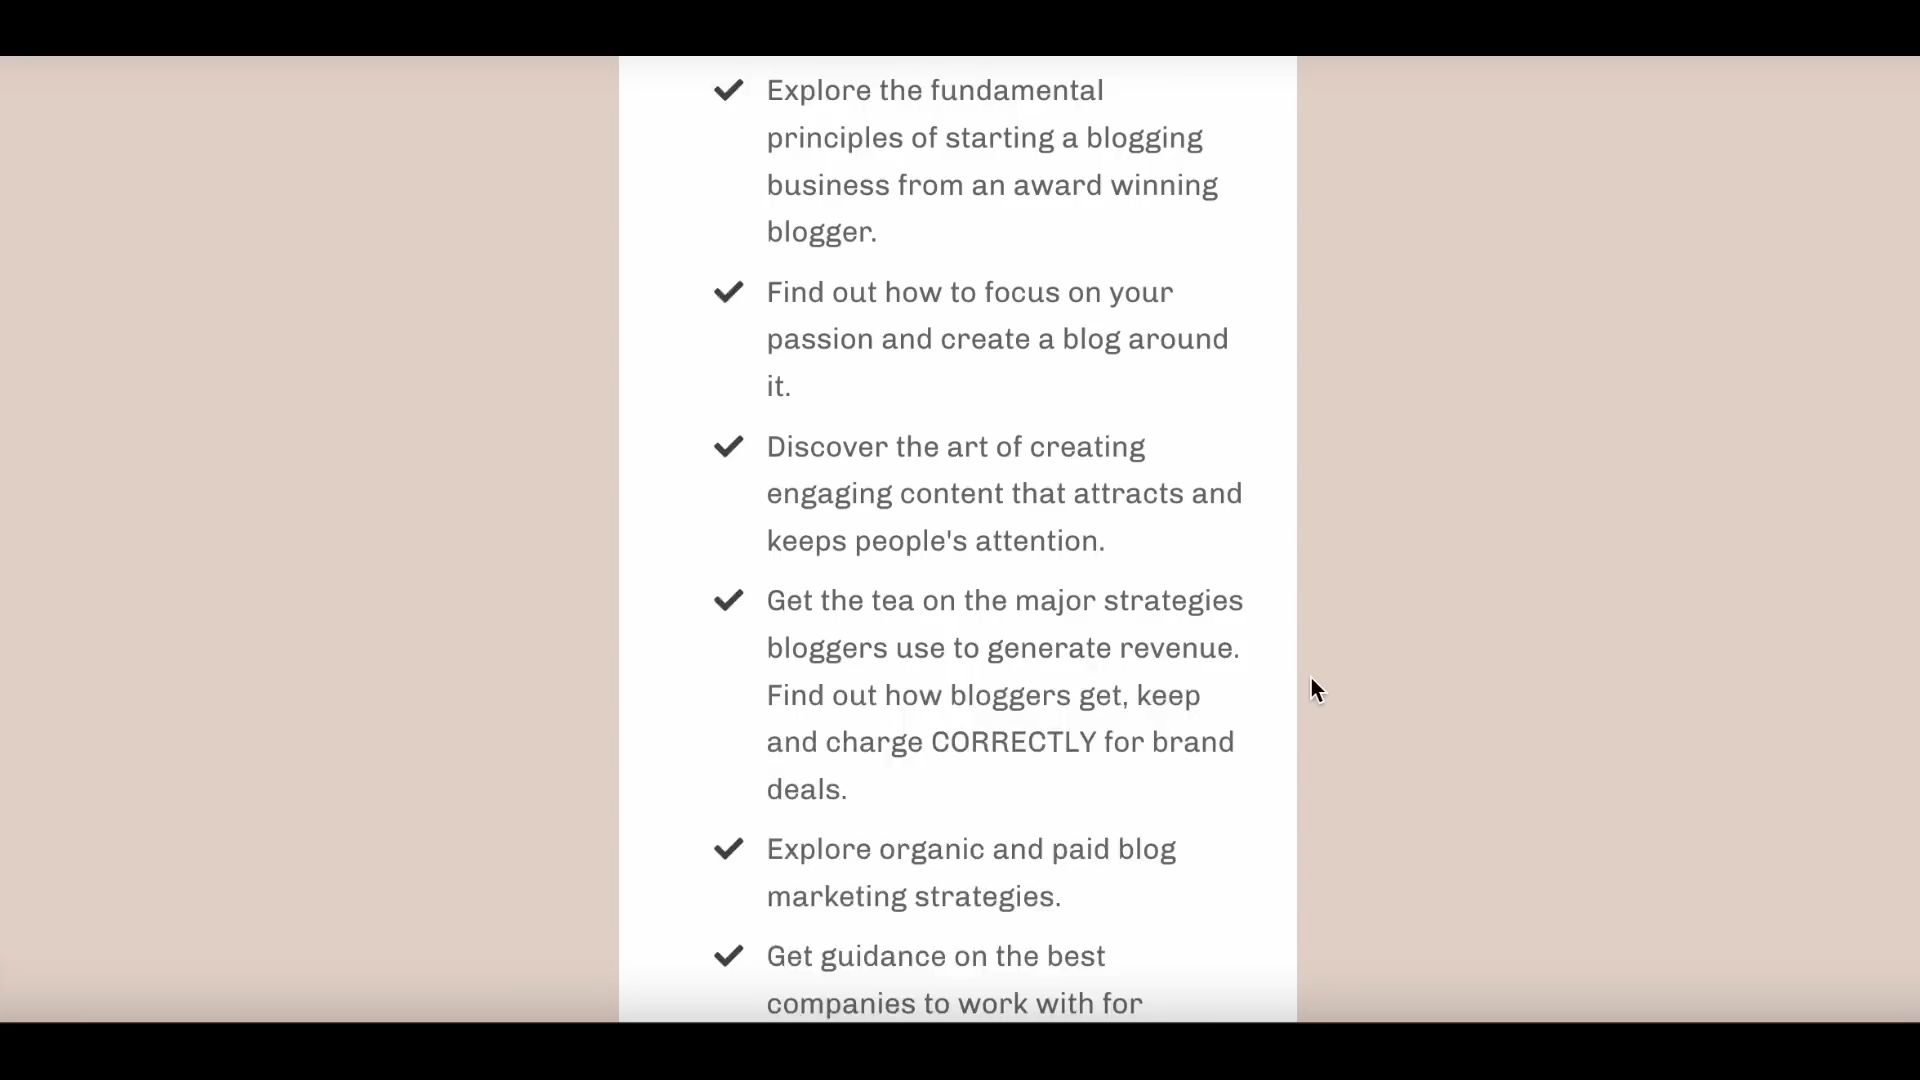 Explore the fundamental
principles of starting a blogging
business from an award winning
blogger.
Find out how to focus on your
passion and create a blog around
it.
Discover the art of creating
engaging content that attracts and
keeps people's attention.
Get the tea on the major strategies
bloggers use to generate revenue.
Find out how bloggers get, keep
and charge CORRECTLY for brand
deals.
Explore organic and paid blog
marketing strategies.
Get guidance on the best
companies to work with for